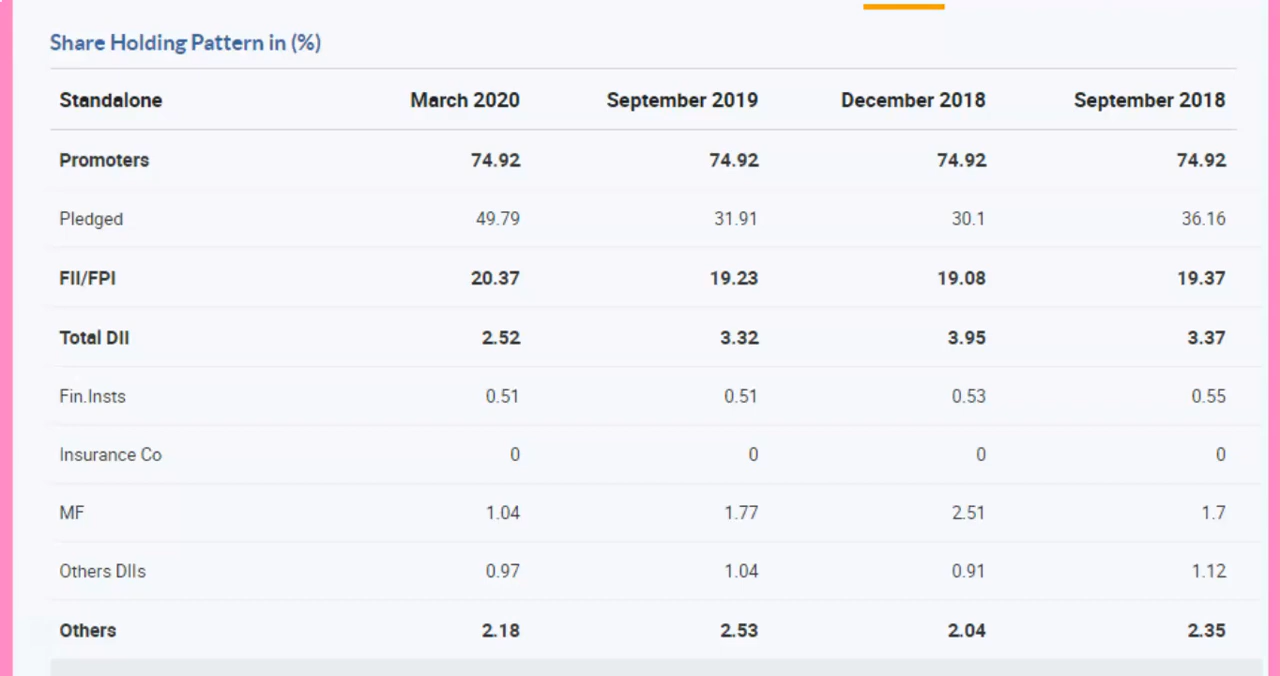 Share Holding Pattern in (%)
Standalone March 2020 September 2019 December 2018 September 2018
Promoters 74.92 74.92 74.92 74.92
Pledged 49.79 31.91 30.1 36.16
FII/FPI 20.37 19.23 19.08 19.37
Total DII 2.52 3.32 3.95 3.37
Fin.Insts 0.51 0.51 0.53 0.55
Insurance Co 0 0 0 0
MF 1.04 1.77 2.51 1.7
Others DIIs 0.97 1.04 0.91 1.12
Others 2.18 2.53 2.04 2.35